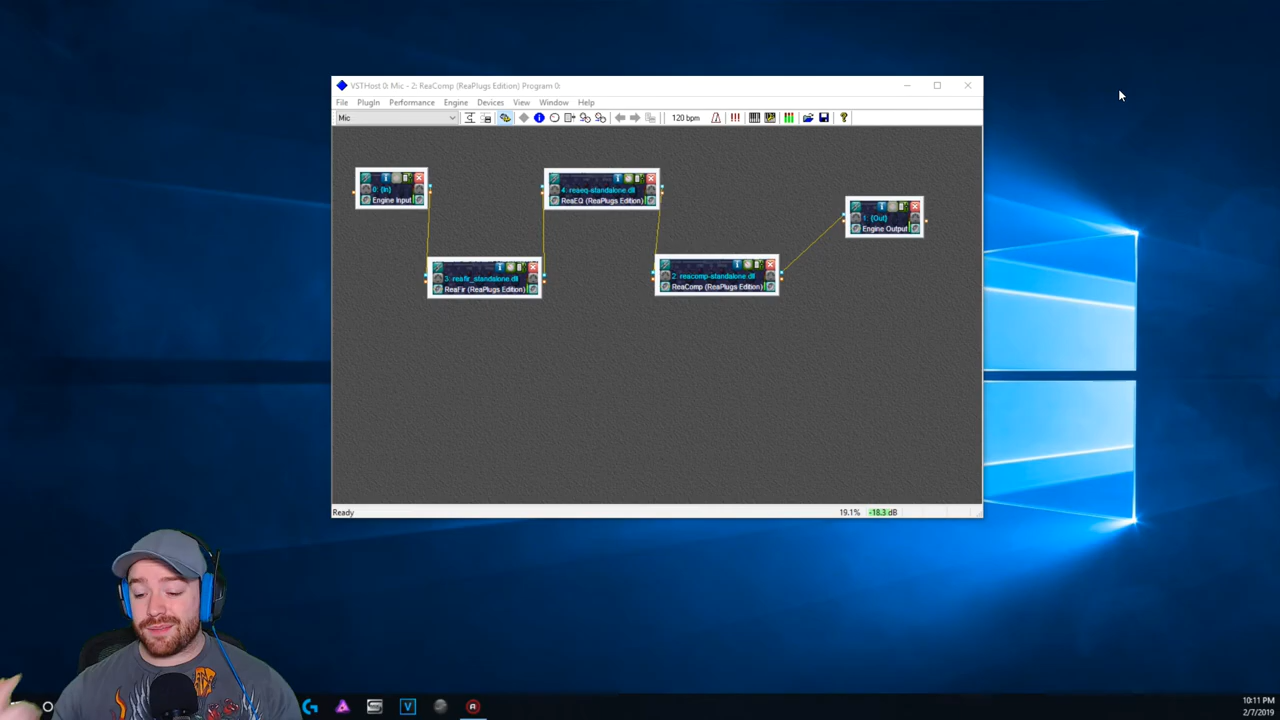 VSTHost 0: Mic - 2: ReaComp (ReaPlugs Edition) Program 0:
File PlugIn Performance Engine Devices View Window Help
Mic
120 bpm
0: {In}
Engine Input
4: reaeq-standalone.dll
ReaEQ (ReaPlugs Edition)
1: {Out}
Engine Output
3: reafir_standalone.dll
ReaFir (ReaPlugs Edition)
2: reacomp-standalone.dll
ReaComp (ReaPlugs Edition)
Ready
19.1%
-18.3 dB
10:11 PM
2/7/2019